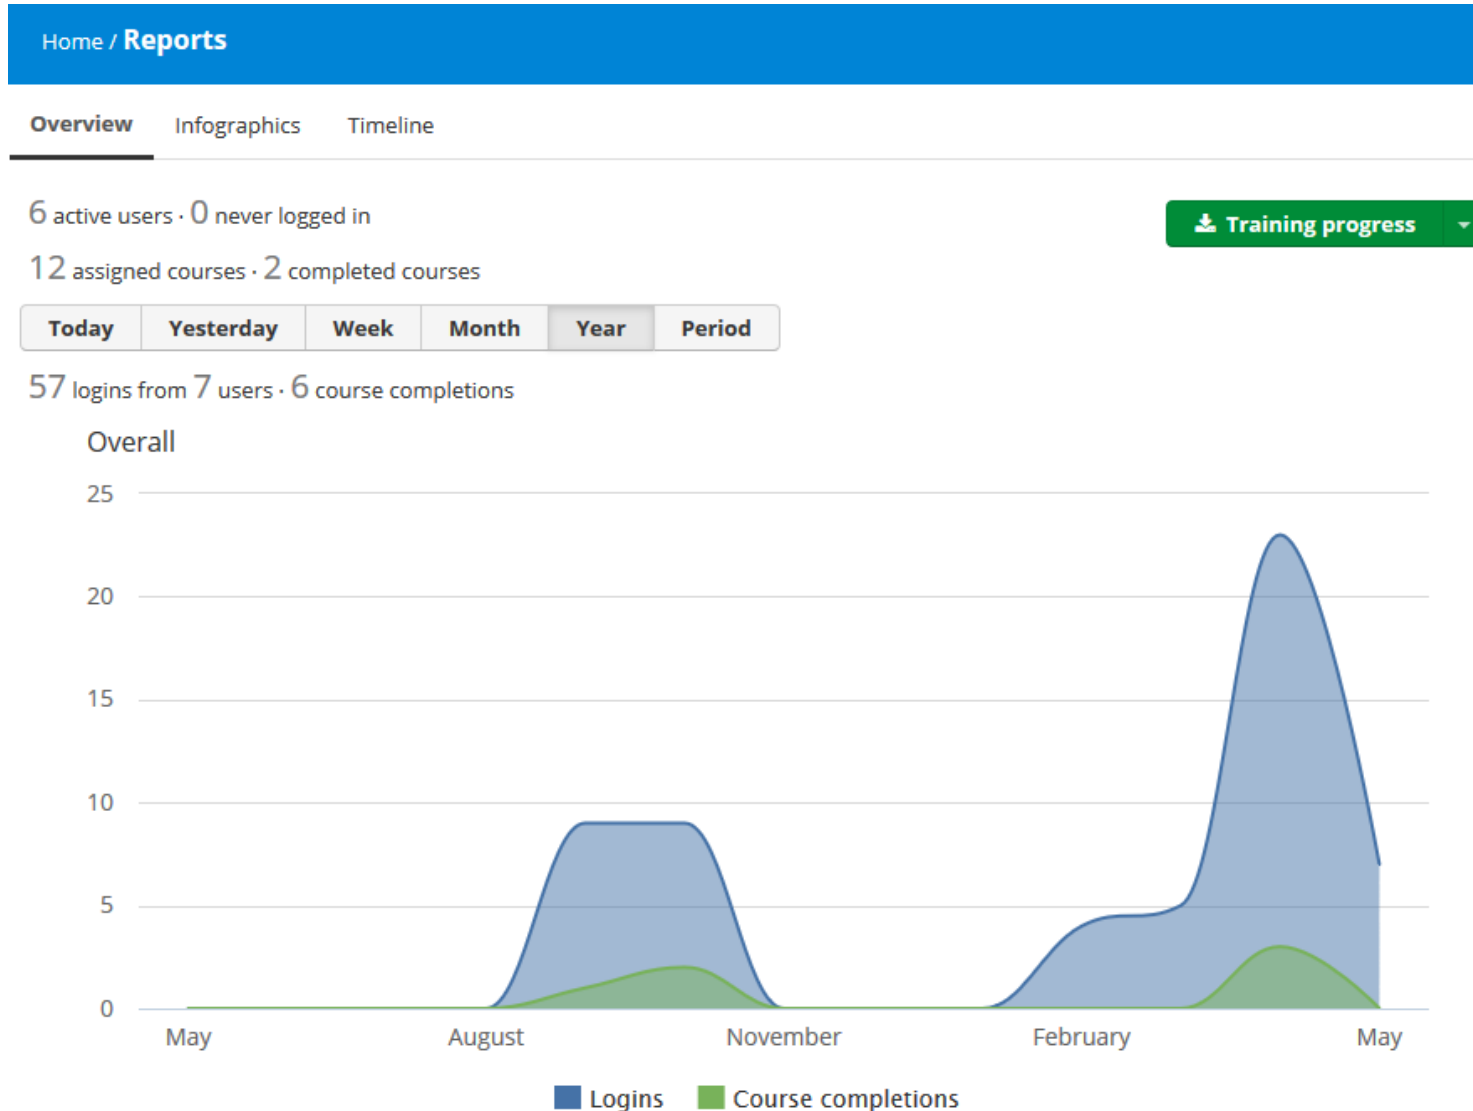 Home / Reports
Overview Infographics Timeline
6 active users · 0 never logged in
Training progress
12 assigned courses · 2 completed courses
Today Yesterday Week Month Year Period
57 logins from 7 users · 6 course completions
Overall
25
20
15
10
5
0
May August November February May
Logins Course completions